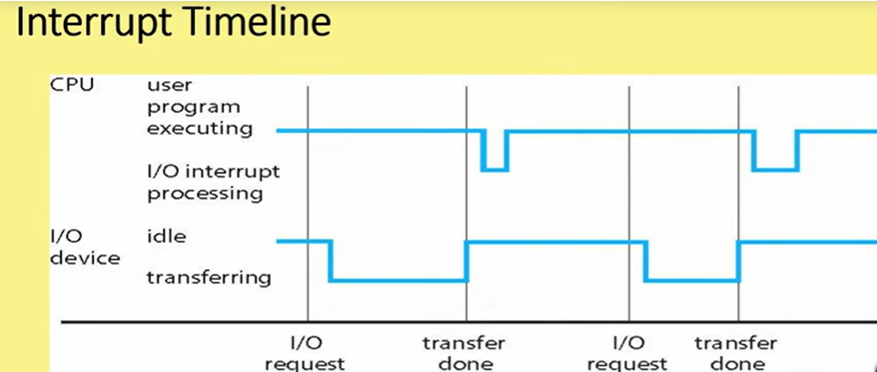 Interrupt Timeline
CPU
user
program
executing
I/O interrupt
processing
I/O
device
idle
transferring
I/O
request
transfer
done
I/O
request
transfer
done